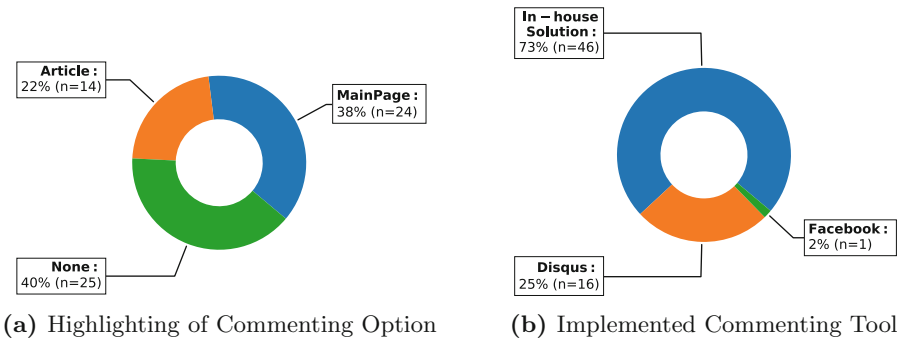 Article :
22% (n=14)
MainPage :
38% (n=24)
None :
40% (n=25)
(a) Highlighting of Commenting Option
In – house
Solution :
73% (n=46)
Facebook :
2% (n=1)
Disqus :
25% (n=16)
(b) Implemented Commenting Tool